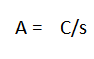 A = C/s